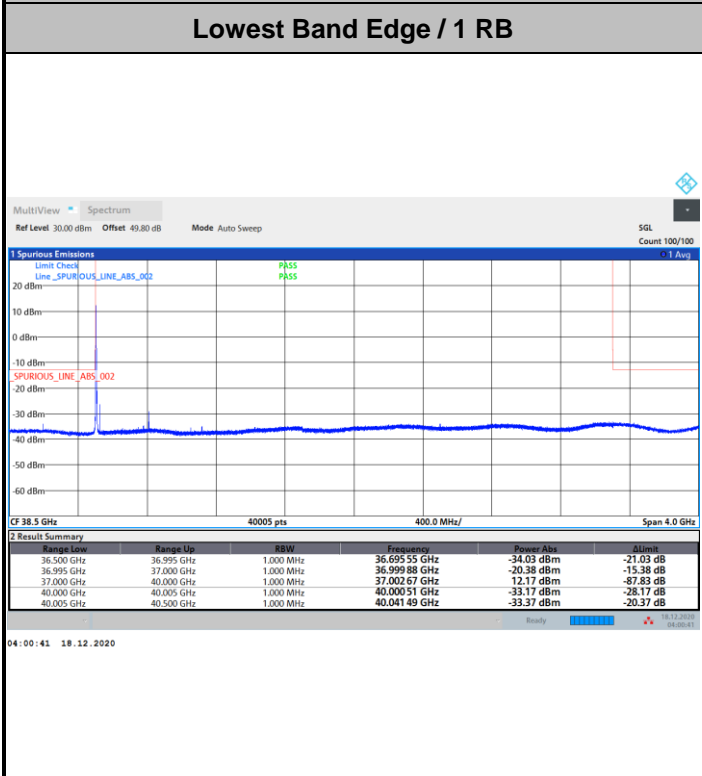 Lowest Band Edge / 1 RB
MultiView Spectrum
Ref Level 30.00 dBm Offset 49.80 dB Mode Auto Sweep SGL
Count 100/100
1 Spurious Emissions 1 Avg
Limit Check PASS
Line _SPURIOUS_LINE_ABS_002 PASS
20 dBm
10 dBm
0 dBm
-10 dBm
_SPURIOUS_LINE_ABS_002
-20 dBm
-30 dBm
-40 dBm
-50 dBm
-60 dBm
CF 38.5 GHz 40005 pts 400.0 MHz/ Span 4.0 GHz
2 Result Summary
Range Low Range Up RBW Frequency Power Abs ΔLimit
36.500 GHz 36.995 GHz 1.000 MHz 36.695 55 GHz -34.03 dBm -21.03 dB
36.995 GHz 37.000 GHz 1.000 MHz 36.999 88 GHz -20.38 dBm -15.38 dB
37.000 GHz 40.000 GHz 1.000 MHz 37.002 67 GHz 12.17 dBm -87.83 dB
40.000 GHz 40.005 GHz 1.000 MHz 40.000 51 GHz -33.17 dBm -28.17 dB
40.005 GHz 40.500 GHz 1.000 MHz 40.041 49 GHz -33.37 dBm -20.37 dB
Ready 18.12.2020
04:00:41
04:00:41 18.12.2020